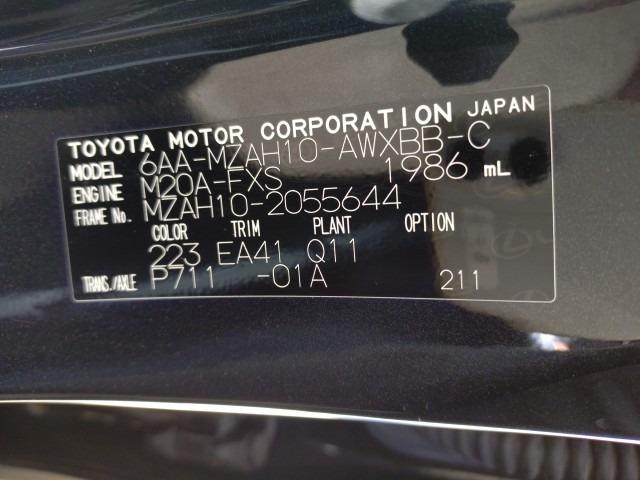 TOYOTA MOTOR CORPORATION JAPAN
MODEL 6AA-MZAH10-AWXBB-C
ENGINE M20A-FXS 1986 mL
FRAME No. MZAH10-2055644
COLOR TRIM PLANT OPTION
223 EA41 Q11
TRANS./AXLE P711 -01A 211